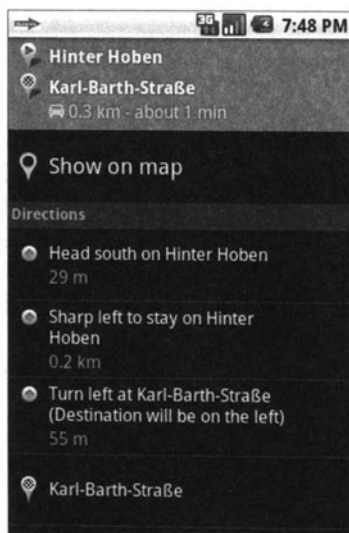 3G 7:48 PM
Hinter Hoben
Karl-Barth-Straße
0.3 km - about 1 min
Show on map
Directions
Head south on Hinter Hoben
29 m
Sharp left to stay on Hinter
Hoben
0.2 km
Turn left at Karl-Barth-Straße
(Destination will be on the left)
55 m
Karl-Barth-Straße